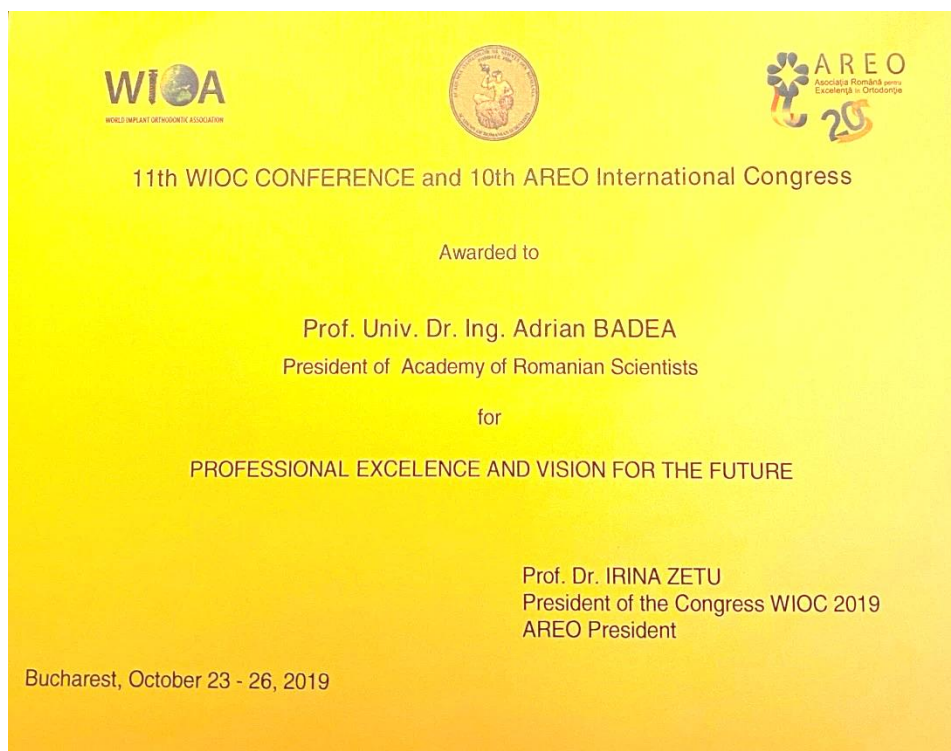 WIOA
WORLD IMPLANT ORTHODONTIC ASSOCIATION
AREO
Asociația Română pentru
Excelență în Ortodonție
20
11th WIOC CONFERENCE and 10th AREO International Congress
Awarded to
Prof. Univ. Dr. Ing. Adrian BADEA
President of Academy of Romanian Scientists
for
PROFESSIONAL EXCELENCE AND VISION FOR THE FUTURE
Prof. Dr. IRINA ZETU
President of the Congress WIOC 2019
AREO President
Bucharest, October 23 - 26, 2019